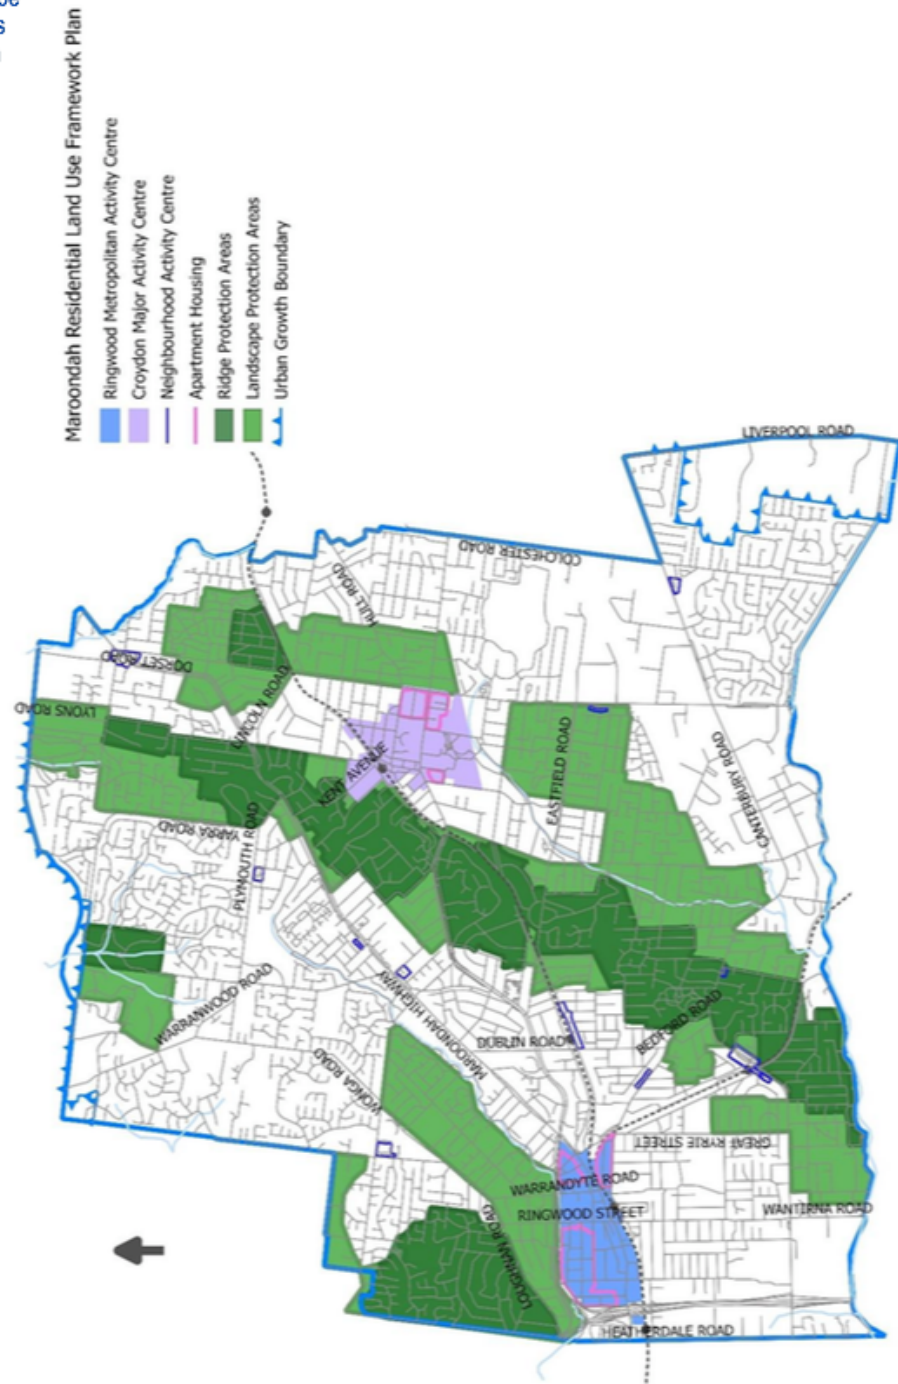 Maroondah Residential Land Use Framework Plan
Ringwood Metropolitan Activity Centre
Croydon Major Activity Centre
Neighbourhood Activity Centre
Apartment Housing
Ridge Protection Areas
Landscape Protection Areas
Urban Growth Boundary
LIVERPOOL ROAD
COLCHESTER ROAD
HULL ROAD
DORSET ROAD
LYONS ROAD
LINCOLN ROAD
KENT AVENUE
EASTFIELD ROAD
CANTERBURY ROAD
YARRA ROAD
PLYMOUTH ROAD
WARRANWOOD ROAD
MAROONDAH HIGHWAY
WONGA ROAD
DUBLIN ROAD
BEDFORD ROAD
GREAT RYRIE STREET
WARRANDYTE ROAD
RINGWOOD STREET
WANTIRNA ROAD
LOUGHNAN ROAD
HEATHERDALE ROAD